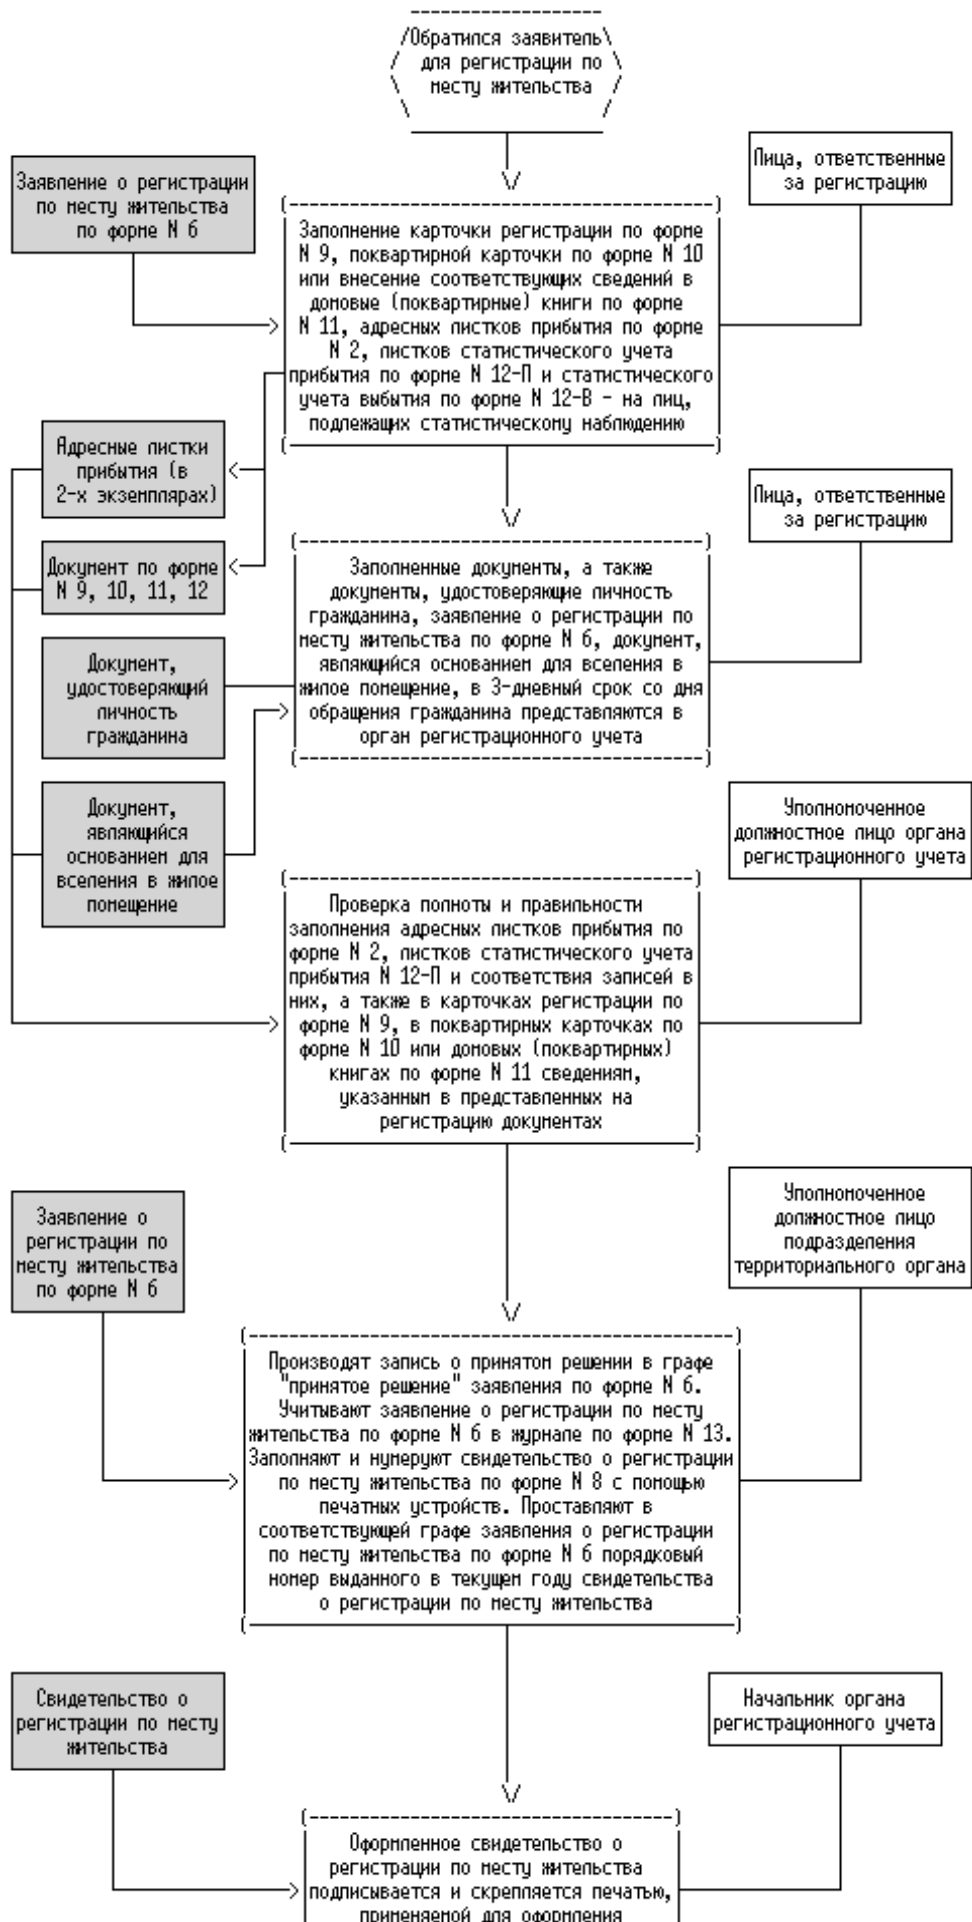 Обратился заявитель
для регистрации по
месту жительства
Лица, ответственные
за регистрацию
Заявление о регистрации
по месту жительства
по форме N 6
Заполнение карточки регистрации по форме
N 9, поквартирной карточки по форме N 10
или внесение соответствующих сведений в
домовые (поквартирные) книги по форме
N 11, адресных листков прибытия по форме
N 2, листков статистического учета
прибытия по форме N 12-П и статистического
учета выбытия по форме N 12-В - на лиц,
подлежащих статистическому наблюдению
Адресные листки
прибытия (в
2-х экземплярах)
Лица, ответственные
за регистрацию
Документ по форме
N 9, 10, 11, 12
Заполненные документы, а также
документы, удостоверяющие личность
гражданина, заявление о регистрации по
месту жительства по форме N 6, документ,
являющийся основанием для вселения в
жилое помещение, в 3-дневный срок со дня
обращения гражданина представляются в
орган регистрационного учета
Документ,
удостоверяющий
личность
гражданина
Документ,
являющийся
основанием для
вселения в жилое
помещение
Уполномоченное
должностное лицо органа
регистрационного учета
Проверка полноты и правильности
заполнения адресных листков прибытия по
форме N 2, листков статистического учета
прибытия N 12-П и соответствия записей в
них, а также в карточках регистрации по
форме N 9, в поквартирных карточках по
форме N 10 или домовых (поквартирных)
книгах по форме N 11 сведениям,
указанным в представленных на
регистрацию документах
Уполномоченное
должностное лицо
подразделения
территориального органа
Заявление о
регистрации по
месту жительства
по форме N 6
Производят запись о принятом решении в графе
"принятое решение" заявления по форме N 6.
Учитывают заявление о регистрации по месту
жительства по форме N 6 в журнале по форме N 13.
Заполняют и нумеруют свидетельство о регистрации
по месту жительства по форме N 8 с помощью
печатных устройств. Проставляют в
соответствующей графе заявления о регистрации
по месту жительства по форме N 6 порядковый
номер выданного в текущем году свидетельства
о регистрации по месту жительства
Свидетельство о
регистрации по месту
жительства
Начальник органа
регистрационного учета
Оформленное свидетельство о
регистрации по месту жительства
подписывается и скрепляется печатью,
применяемой для оформления